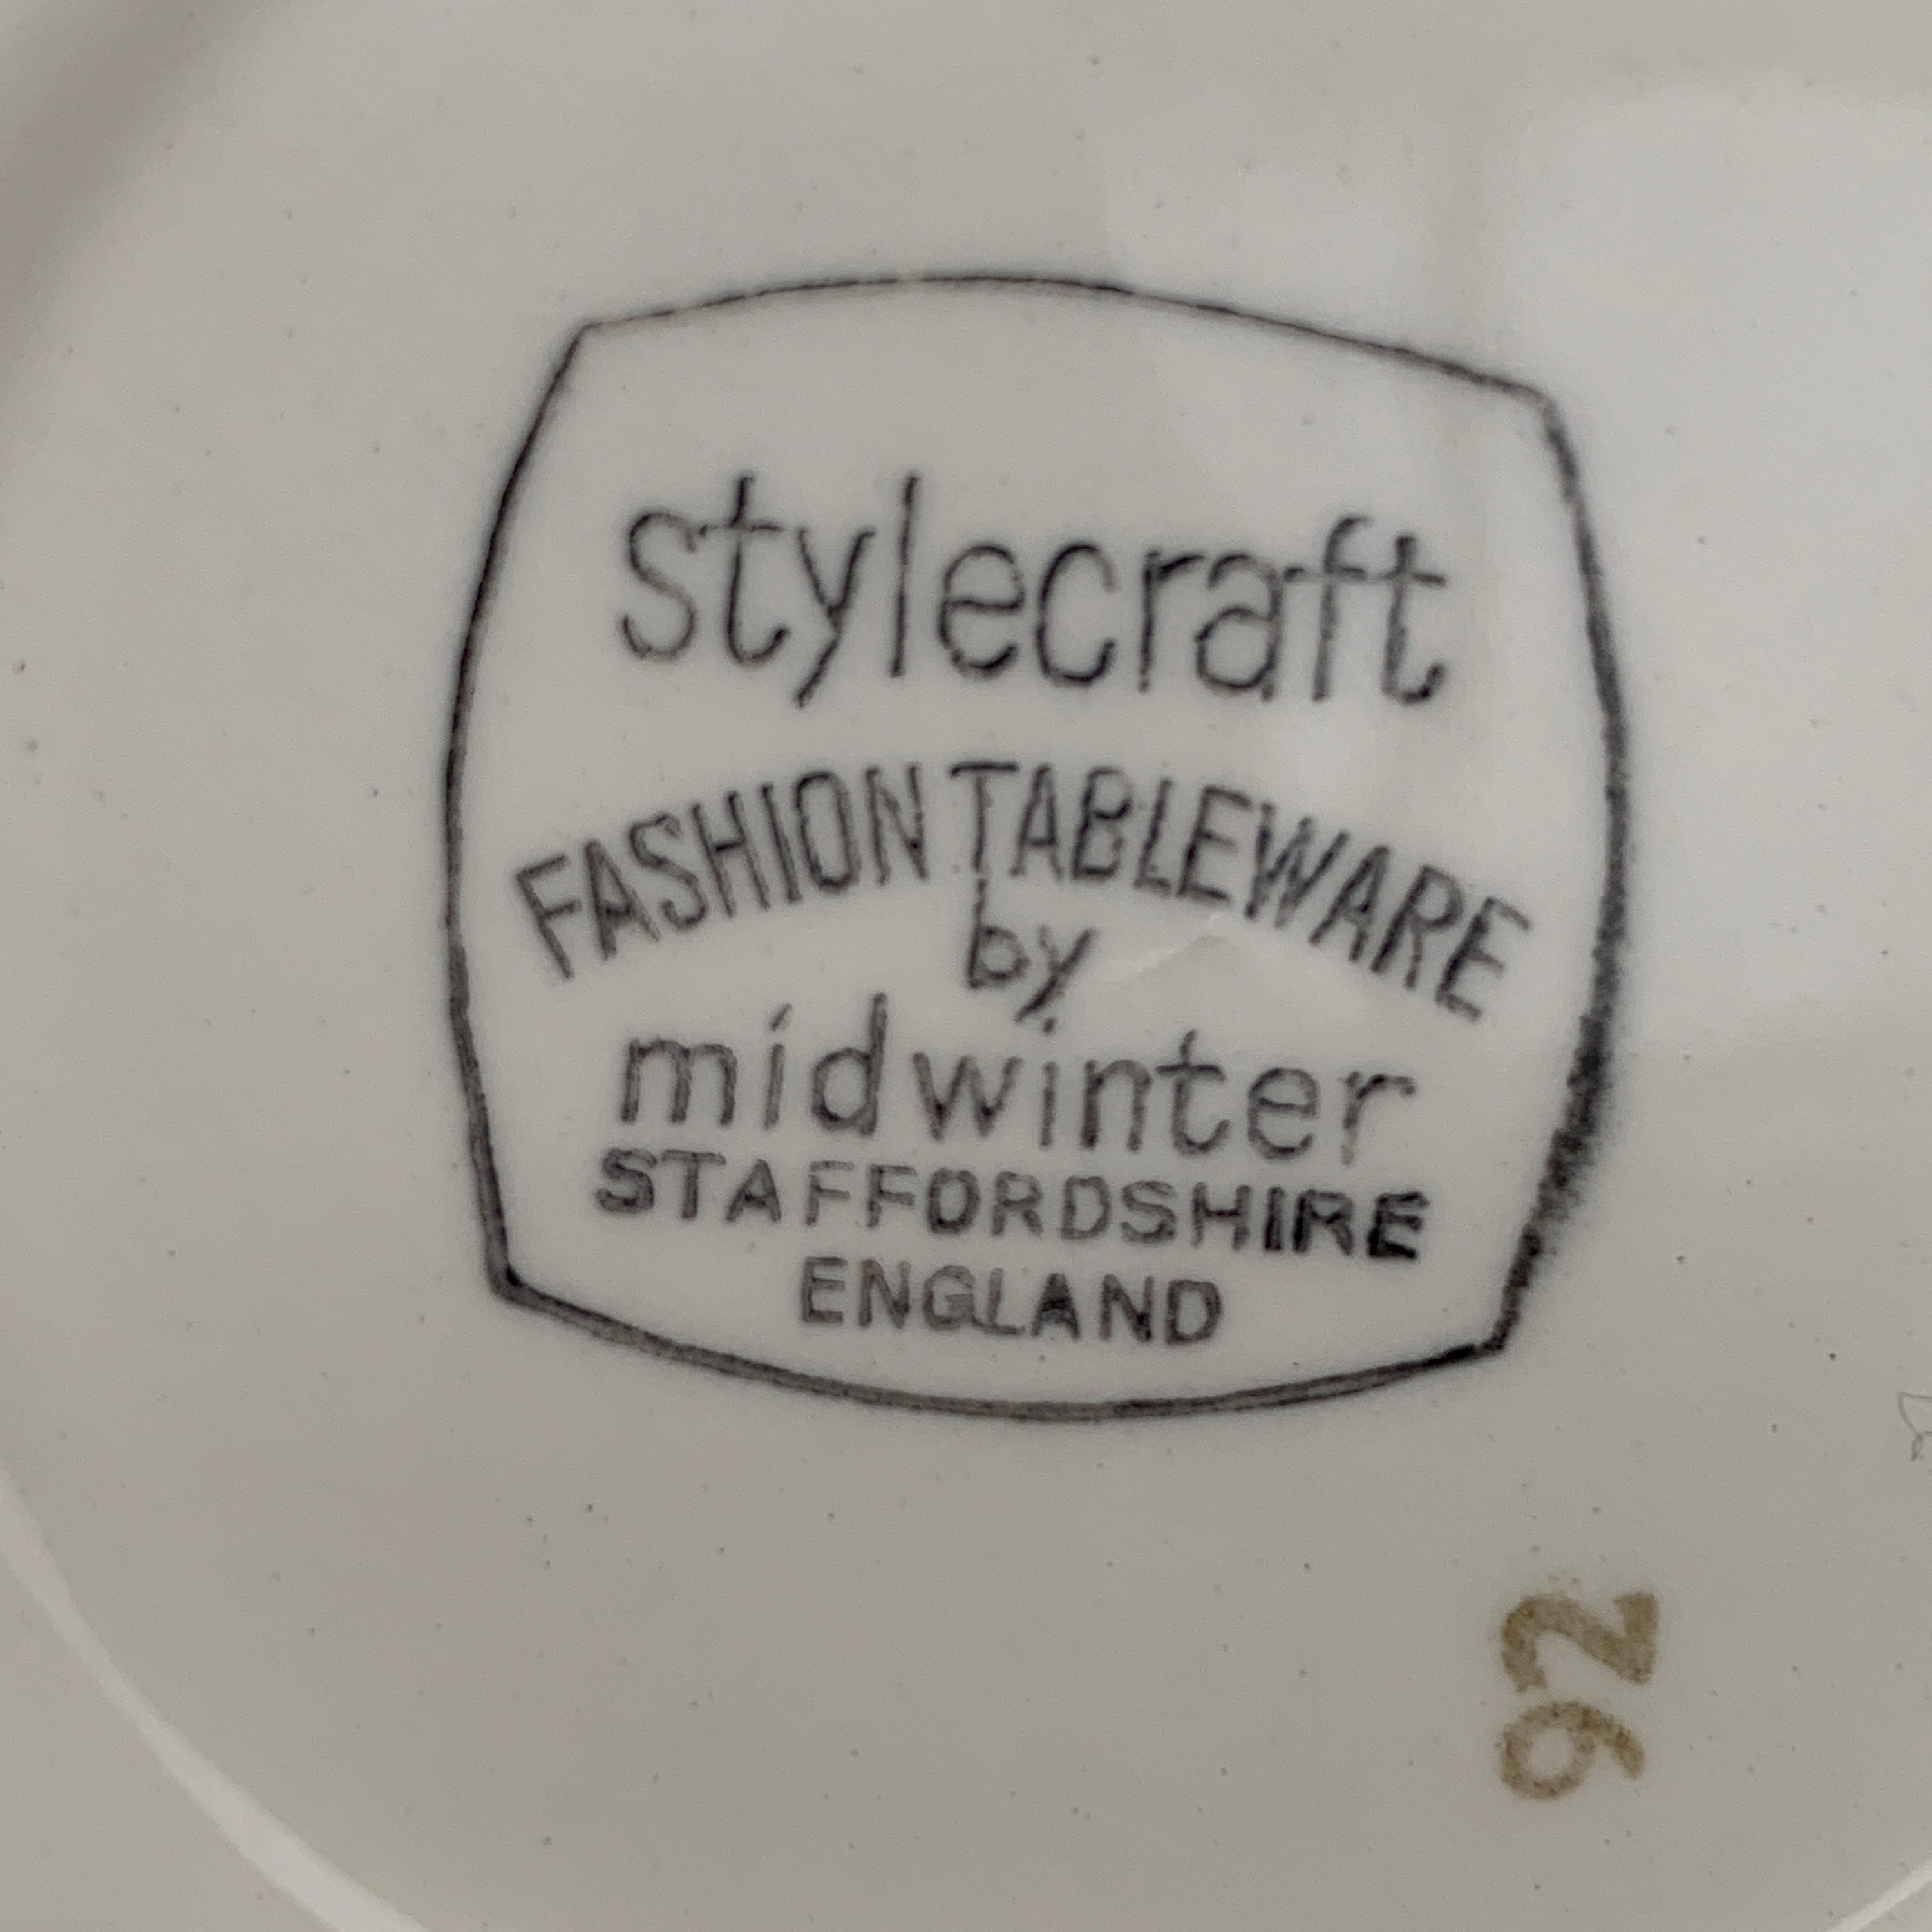 stylecraft
FASHION TABLEWARE
by
midwinter
STAFFORDSHIRE
ENGLAND
92